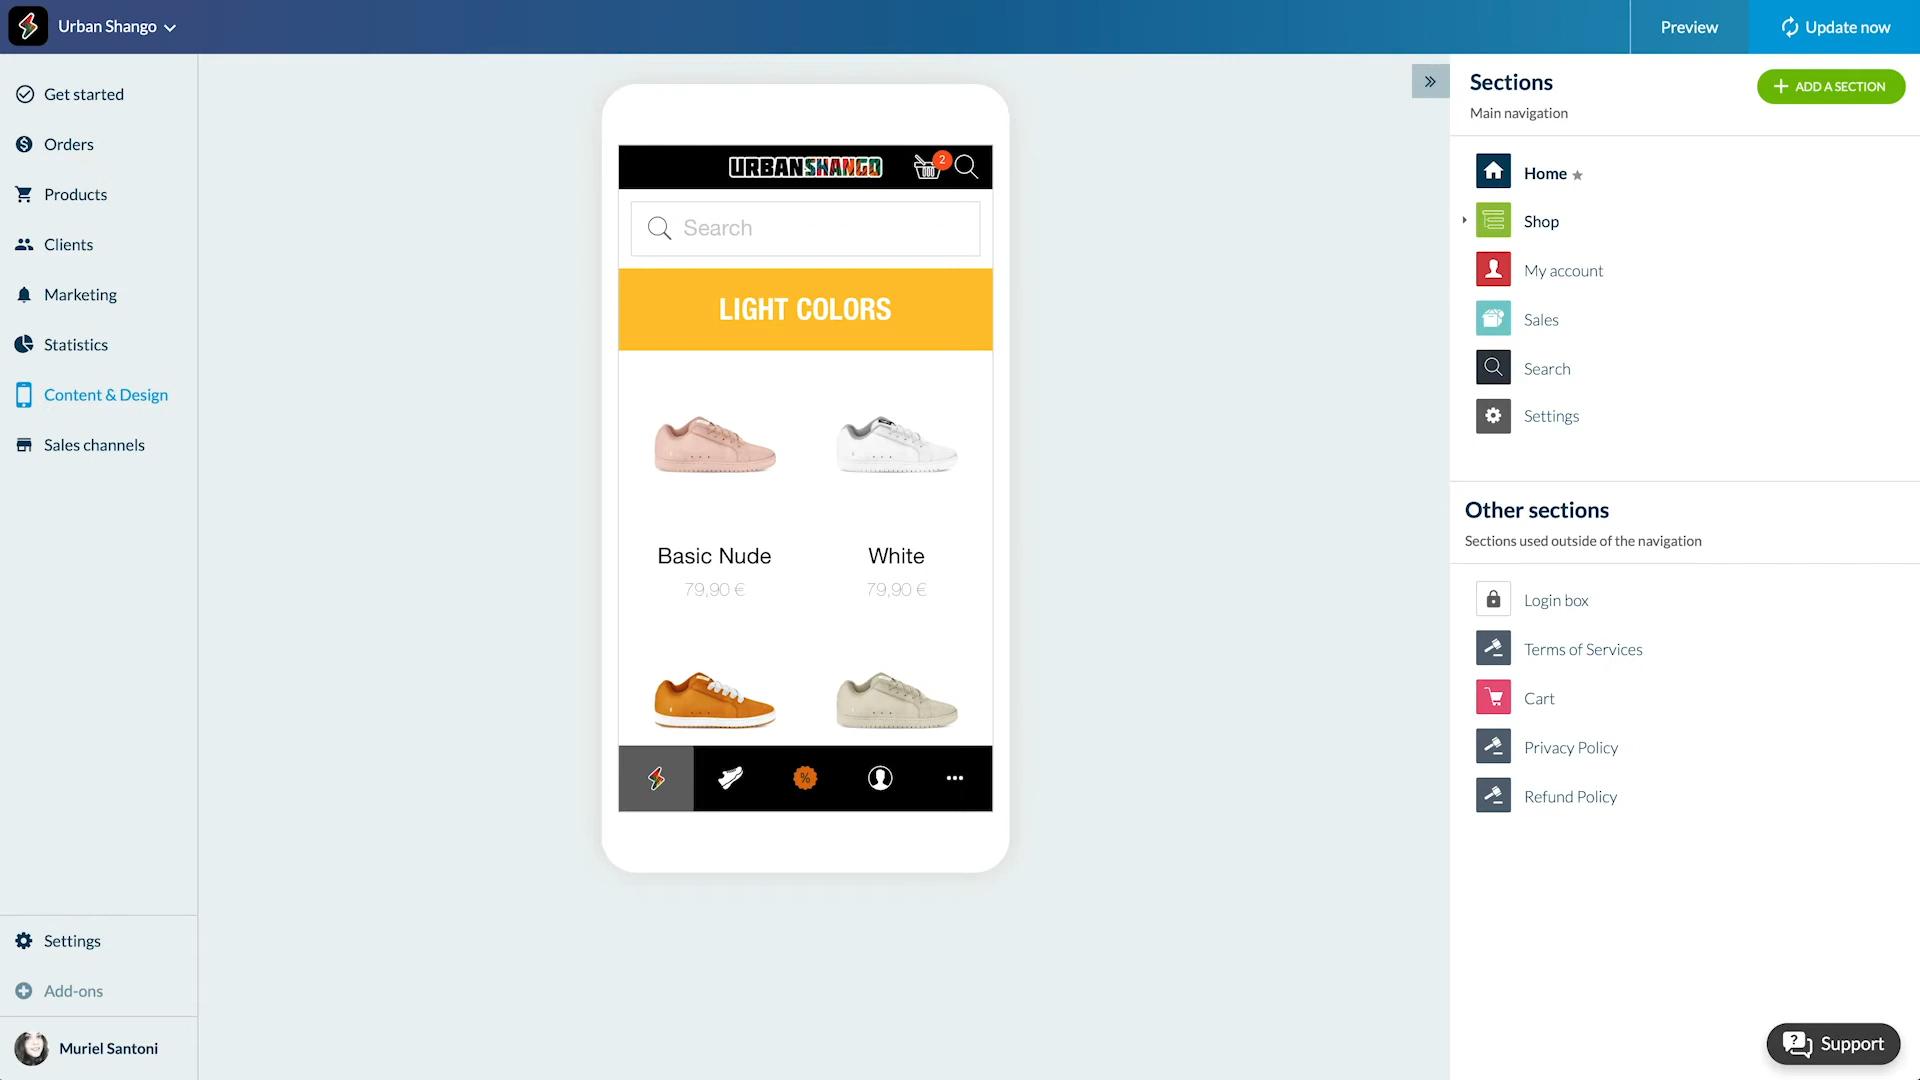 Urban Shango
Preview
Update now
Get started
Orders
Products
Clients
Marketing
Statistics
Content & Design
Sales channels
Settings
Add-ons
Muriel Santoni
URBANSHANGO
2
Search
LIGHT COLORS
Basic Nude
White
79,90 €
79,90 €
%
Sections
ADD A SECTION
Main navigation
Home
Shop
My account
Sales
Search
Settings
Other sections
Sections used outside of the navigation
Login box
Terms of Services
Cart
Privacy Policy
Refund Policy
Support